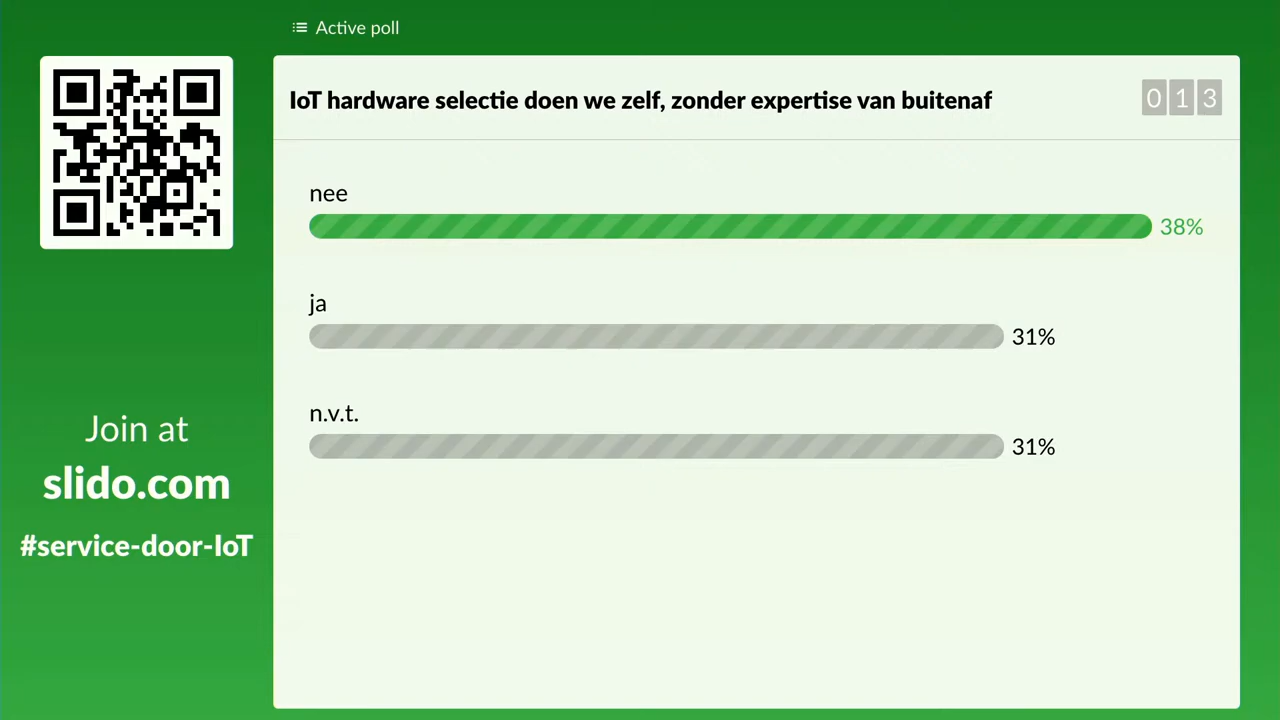 Active poll
IoT hardware selectie doen we zelf, zonder expertise van buitenaf
013
nee
38%
ja
31%
n.v.t.
31%
Join at
slido.com
#service-door-IoT